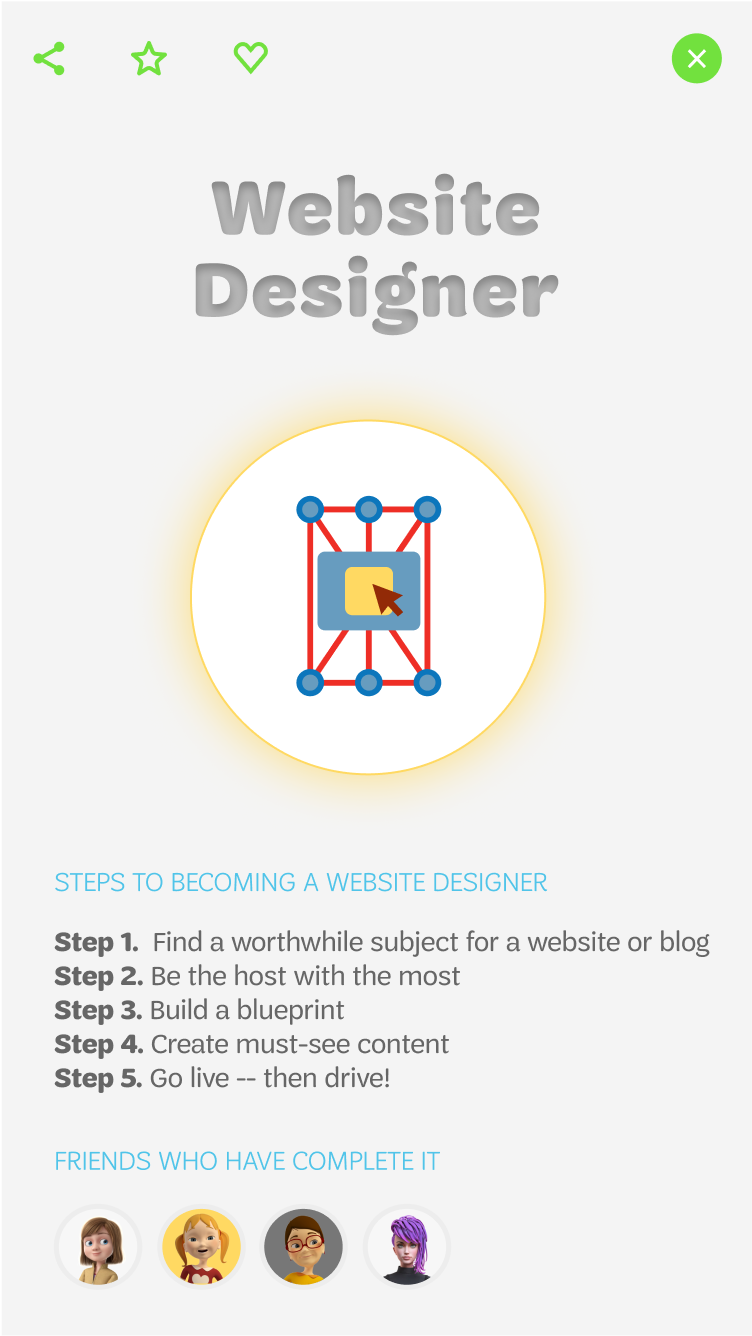 Website
Designer
STEPS TO BECOMING A WEBSITE DESIGNER
Step 1. Find a worthwhile subject for a website or blog
Step 2. Be the host with the most
Step 3. Build a blueprint
Step 4. Create must-see content
Step 5. Go live -- then drive!
FRIENDS WHO HAVE COMPLETE IT